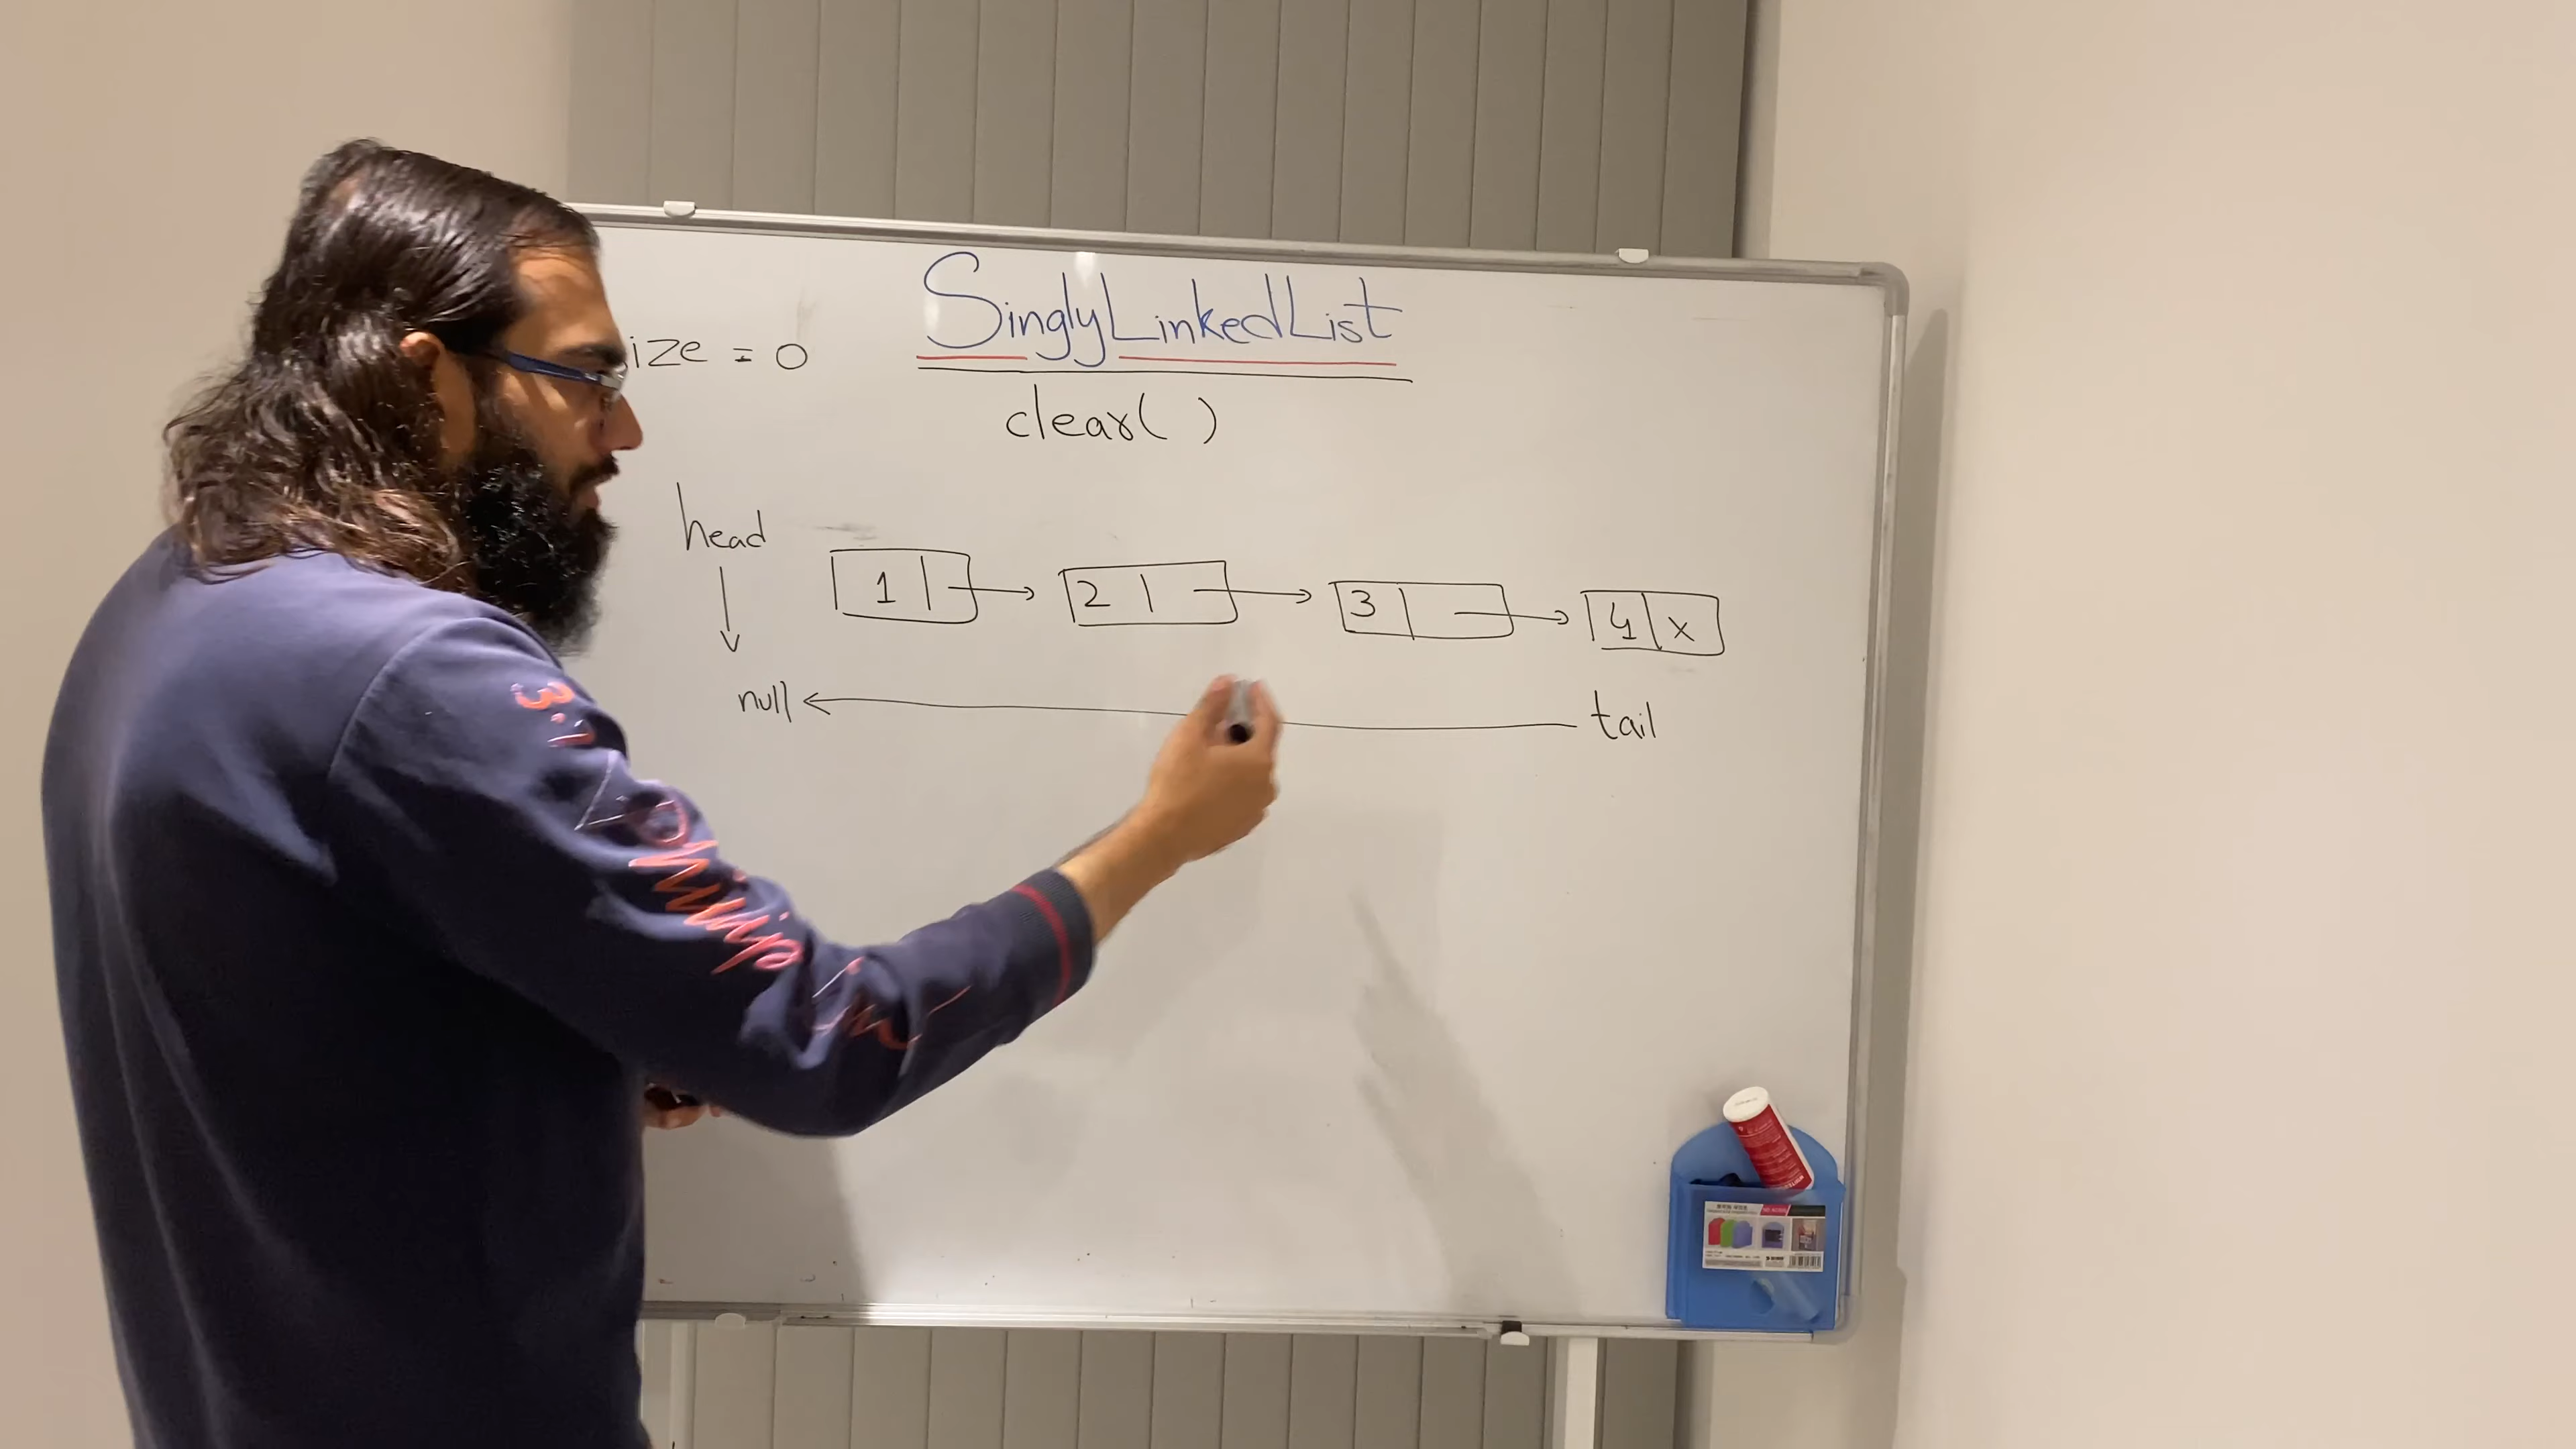 SinglyLinkedList
ize = 0
clear( )
head
1 2 3 4 x
null tail